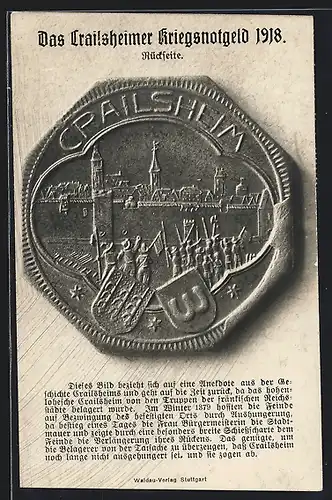 Das Crailsheimer Kriegsnotgeld 1918.
Rückseite.
CRAILSHEIM
Dieses Bild bezieht sich auf eine Anekdote aus der Ge-
schichte Crailsheims und geht auf die Zeit zurück, da das hohen-
lohesche Crailsheim von den Truppen der fränkischen Reichs-
städte belagert wurde. Im Winter 1379 hofften die Feinde
auf Bezwingung des befestigten Orts durch Aushungerung,
da bestieg eines Tages die Frau Bürgermeisterin die Stadt-
mauer und zeigte durch eine besonders breite Schießscharte dem
Feinde die Verlängerung ihres Rückens. Das genügte, um
die Belagerer von der Tatsache zu überzeugen, daß Crailsheim
noch lange nicht ausgehungert sei, und sie zogen ab.
Waldau-Verlag Stuttgart